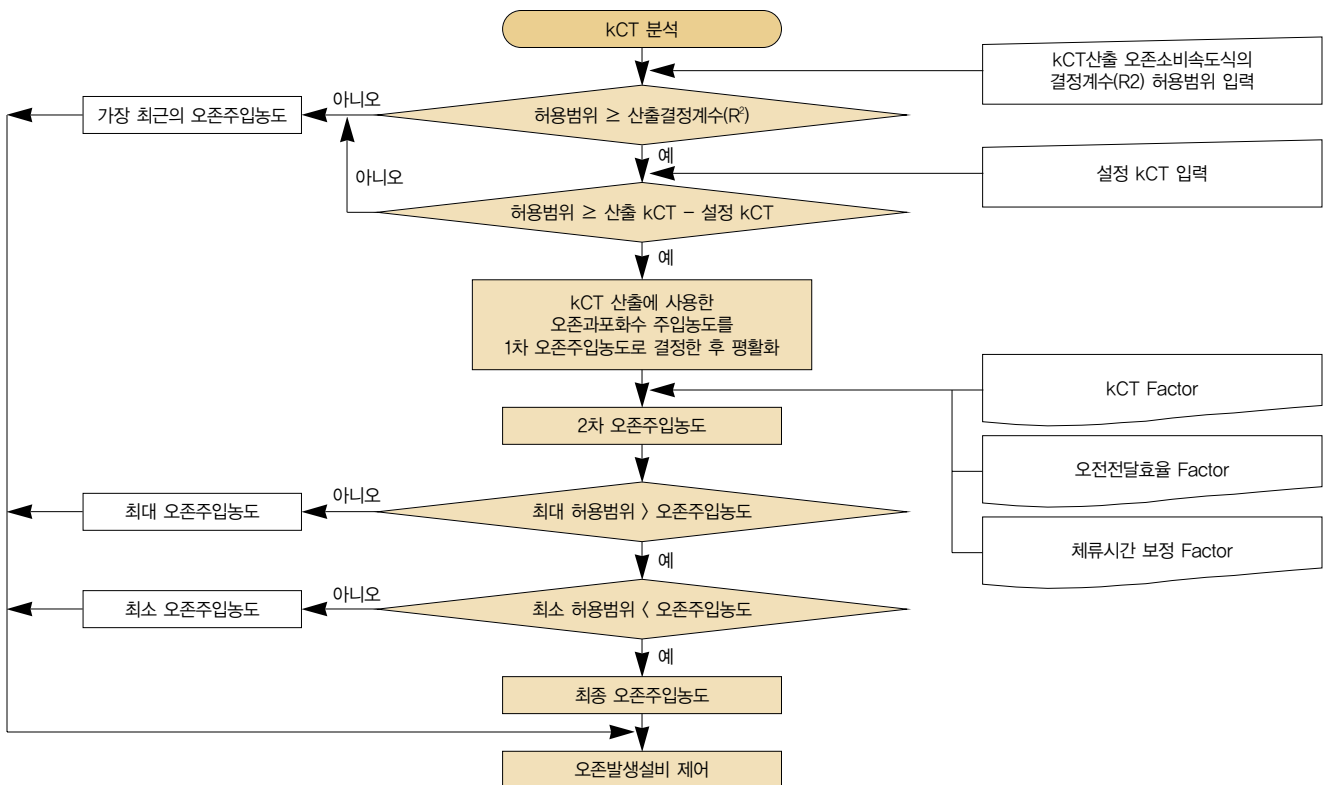 kCT 분석
kCT산출 오존소비속도식의
결정계수(R2) 허용범위 입력
아니오
가장 최근의 오존주입농도
허용범위 ≥ 산출결정계수(R²)
예
아니오
설정 kCT 입력
허용범위 ≥ 산출 kCT - 설정 kCT
예
kCT 산출에 사용한
오존과포화수 주입농도를
1차 오존주입농도로 결정한 후 평활화
kCT Factor
2차 오존주입농도
오전전달효율 Factor
아니오
최대 오존주입농도
최대 허용범위 > 오존주입농도
체류시간 보정 Factor
예
아니오
최소 오존주입농도
최소 허용범위 < 오존주입농도
예
최종 오존주입농도
오존발생설비 제어